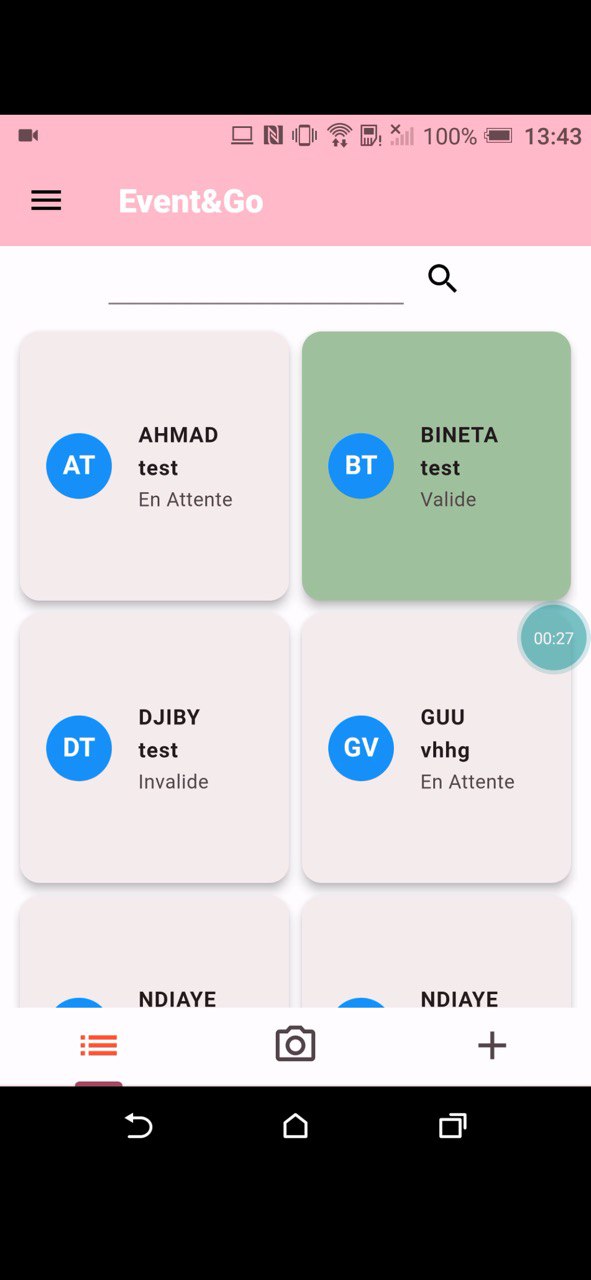 100% 13:43
Event&Go
AT
AHMAD
test
En Attente
BT
BINETA
test
Valide
00:27
DT
DJIBY
test
Invalide
GV
GUU
vhhg
En Attente
NDIAYE
NDIAYE